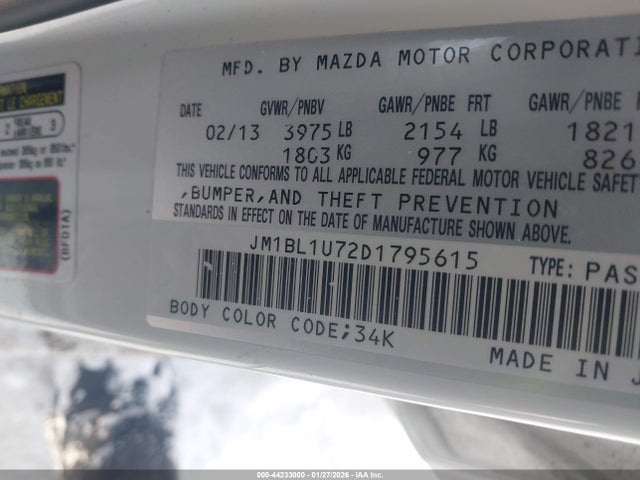 MFD. BY MAZDA MOTOR CORPORATI
DATE GVWR/PNBV GAWR/PNBE FRT GAWR/PNBE
02/13 3975 LB 2154 LB 1821
1803 KG 977 KG 826
THIS VEHICLE CONFORMS TO ALL APPLICABLE FEDERAL MOTOR VEHICLE SAFET
,BUMPER,AND THEFT PREVENTION
STANDARDS IN EFFECT ON THE DATE OF MANUFACTURE SHOWN ABOVE.
JM1BL1U72D1795615 TYPE: PAS
BODY COLOR CODE;34K
MADE IN J
(BFD1A)
000-44233000 - 01/27/2026 - IAA Inc.